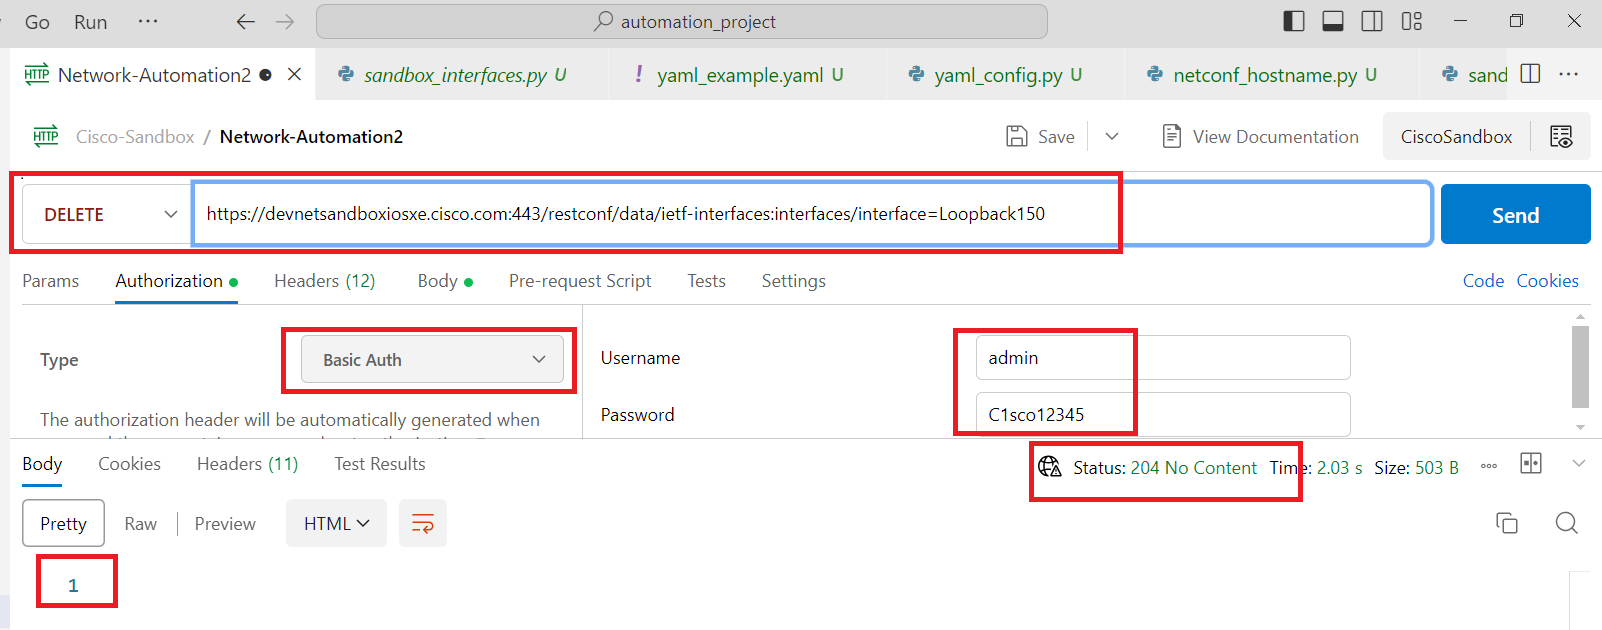 Go Run ··· ← → automation_project
HTTP Network-Automation2 ● × sandbox_interfaces.py U ! yaml_example.yaml U yaml_config.py U netconf_hostname.py U sand ···
HTTP Cisco-Sandbox / Network-Automation2 Save View Documentation CiscoSandbox
DELETE https://devnetsandboxiosxe.cisco.com:443/restconf/data/ietf-interfaces:interfaces/interface=Loopback150 Send
Params Authorization Headers (12) Body Pre-request Script Tests Settings Code Cookies
Type Basic Auth Username admin
The authorization header will be automatically generated when
Password C1sco12345
Body Cookies Headers (11) Test Results Status: 204 No Content Time: 2.03 s Size: 503 B
Pretty Raw Preview HTML
1